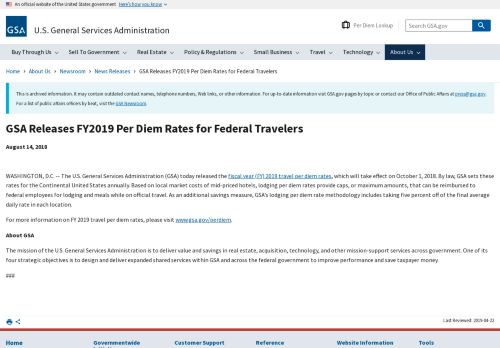 An official website of the United States government Here's how you know
GSA U.S. General Services Administration
Per Diem Lookup
Search GSA.gov
Buy Through Us Sell To Government Real Estate Policy & Regulations Small Business Travel Technology About Us
Home › About Us › Newsroom › News Releases › GSA Releases FY2019 Per Diem Rates for Federal Travelers
This is archived information. It may contain outdated contact names, telephone numbers, Web links, or other information. For up-to-date information visit GSA.gov pages by topic or contact our Office of Public Affairs at press@gsa.gov.
For a list of public affairs officers by beat, visit the GSA Newsroom.
GSA Releases FY2019 Per Diem Rates for Federal Travelers
August 14, 2018
WASHINGTON, D.C. -- The U.S. General Services Administration (GSA) today released the fiscal year (FY) 2019 travel per diem rates, which will take effect on October 1, 2018. By law, GSA sets these
rates for the Continental United States annually. Based on local market costs of mid-priced hotels, lodging per diem rates provide caps, or maximum amounts, that can be reimbursed to
federal employees for lodging and meals while on official travel. As an additional savings measure, GSA's lodging per diem rate methodology includes taking five percent off of the final average
daily rate in each location.
For more information on FY 2019 travel per diem rates, please visit www.gsa.gov/perdiem.
About GSA
The mission of the U.S. General Services Administration is to deliver value and savings in real estate, acquisition, technology, and other mission-support services across government. One of its
four strategic objectives is to design and deliver expanded shared services within GSA and across the federal government to improve performance and save taxpayer money.
###
Last Reviewed: 2019-04-23
Home Governmentwide Customer Support Reference Website Information Tools